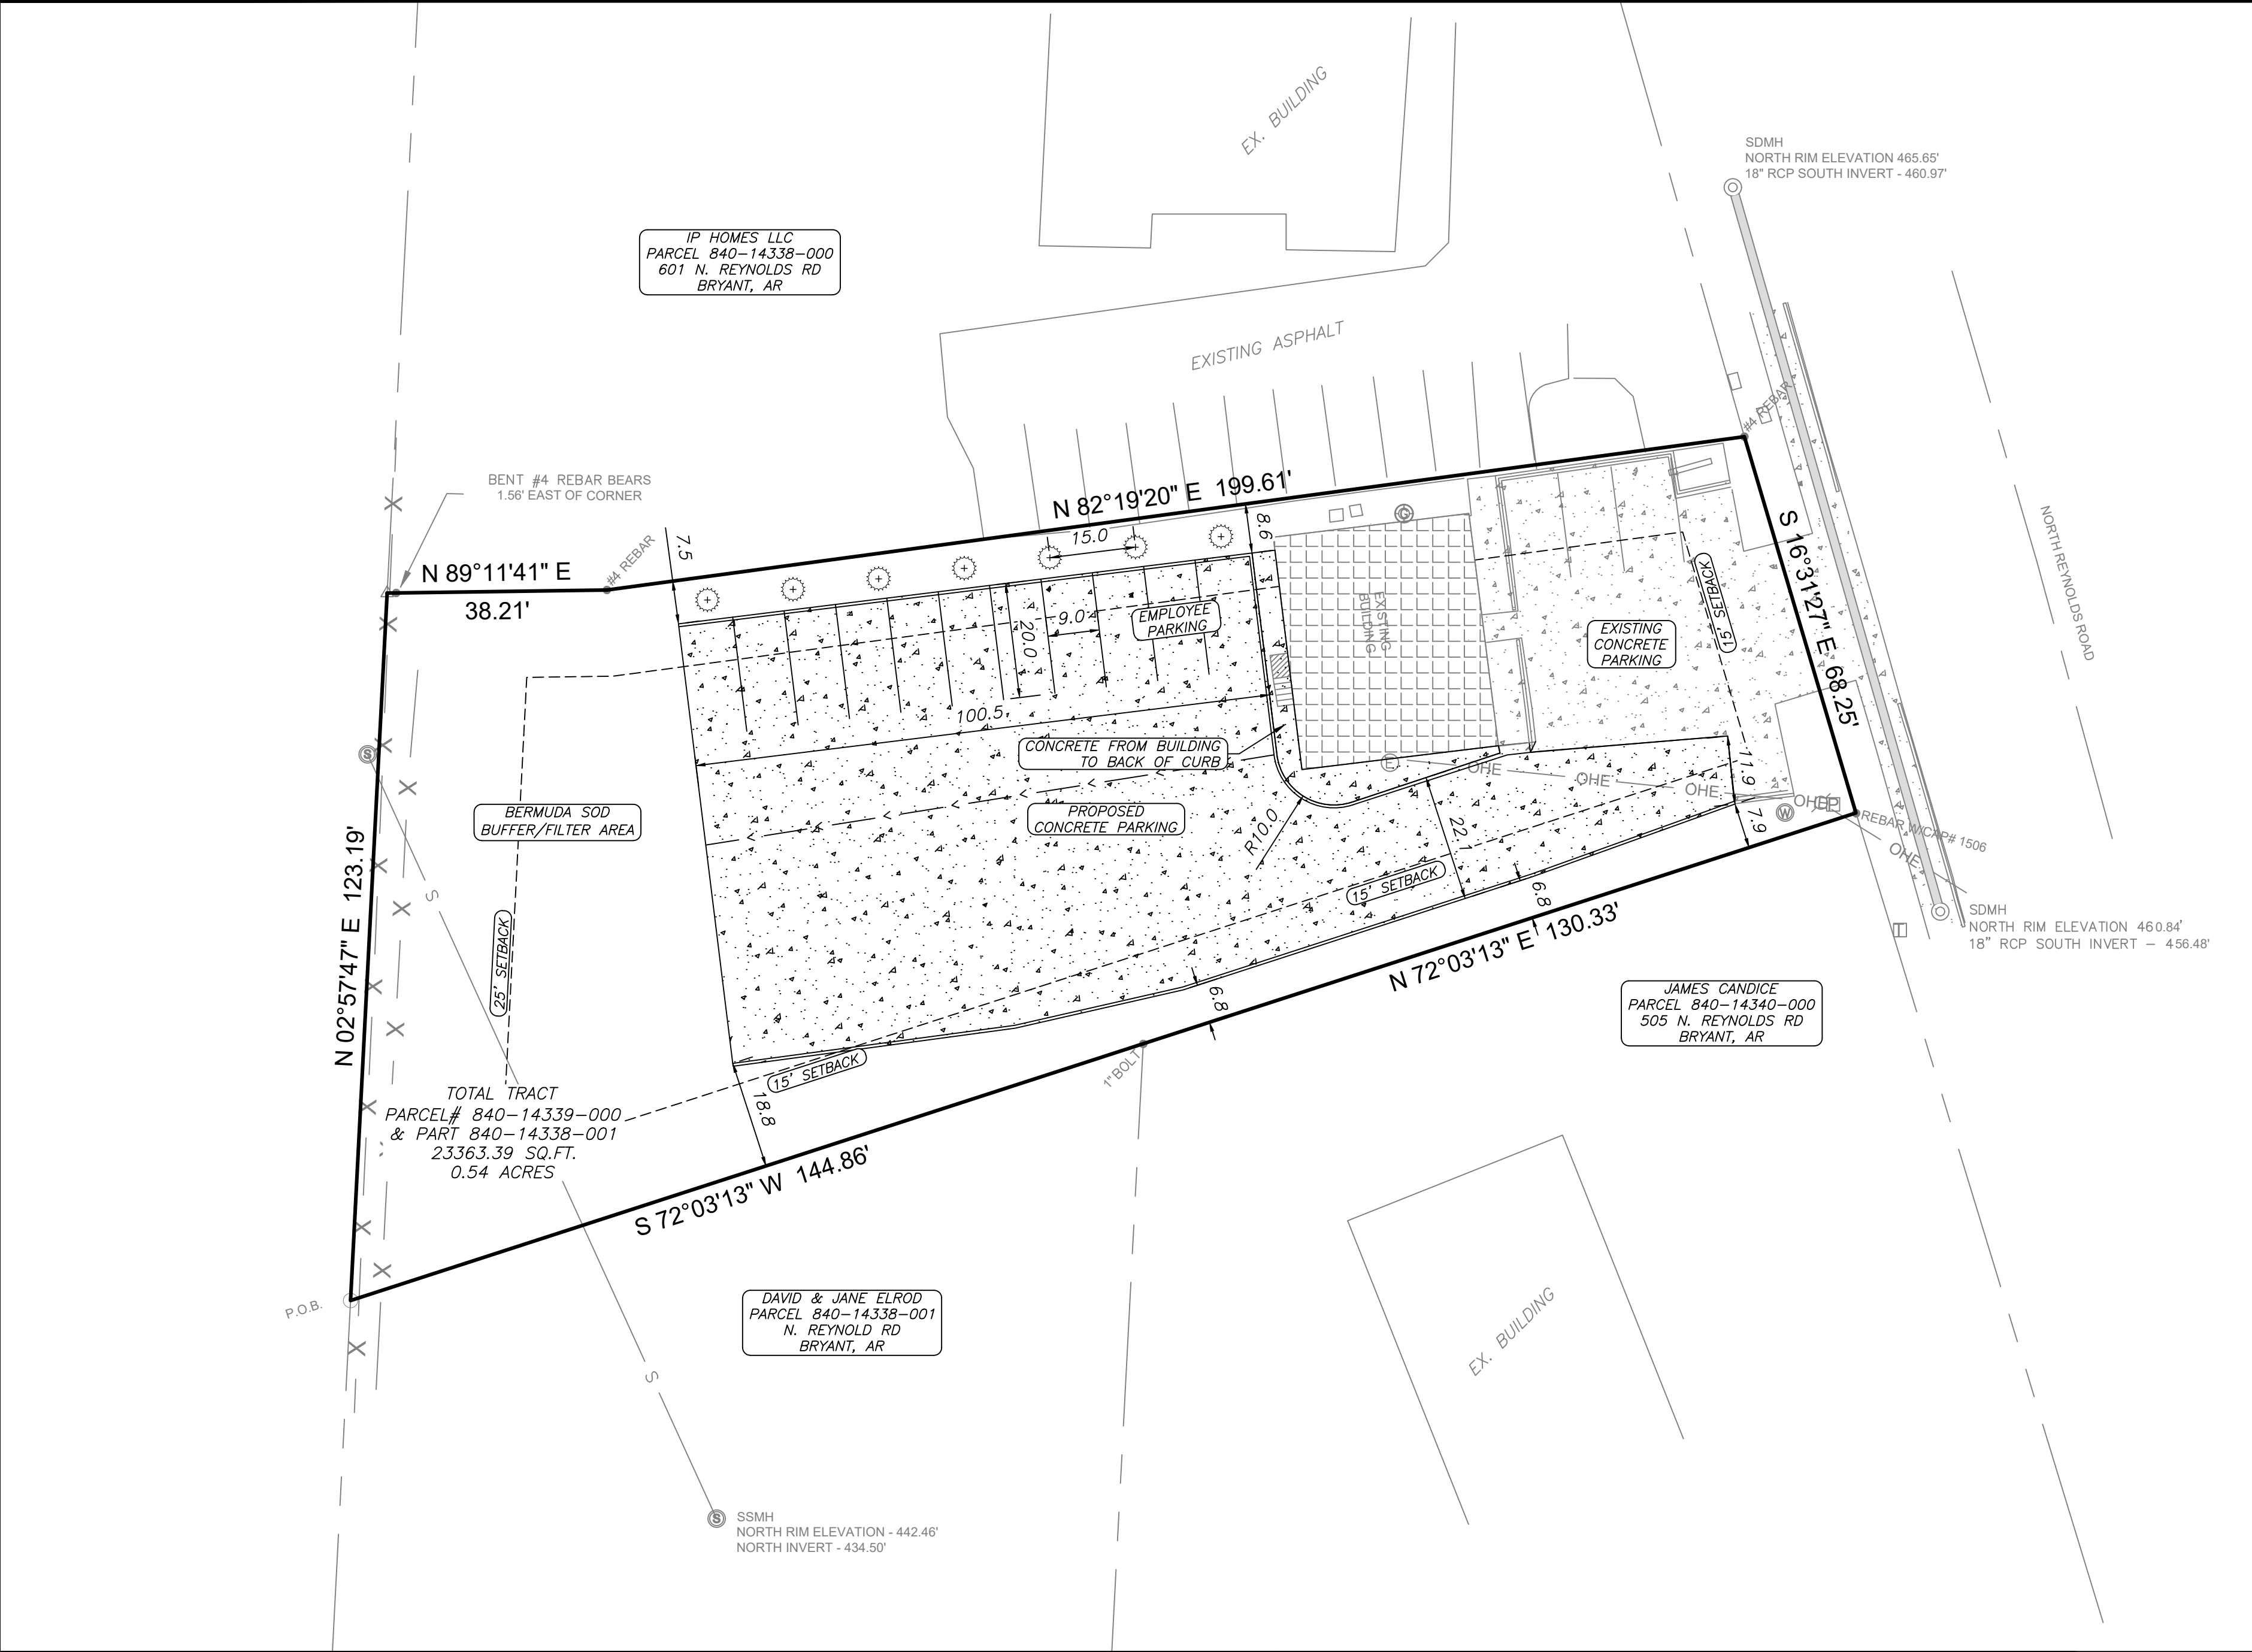 EX. BUILDING
SDMH
NORTH RIM ELEVATION 465.65'
18" RCP SOUTH INVERT - 460.97'
IP HOMES LLC
PARCEL 840-14338-000
601 N. REYNOLDS RD
BRYANT, AR
EXISTING ASPHALT
#4 REBAR
NORTH REYNOLDS ROAD
BENT #4 REBAR BEARS
1.56' EAST OF CORNER
N 82°19'20" E 199.61'
15.0
8.6
7.5
G
#4 REBAR
N 89°11'41" E
38.21'
S 16°31'27" E 68.25'
15' SETBACK
EMPLOYEE
PARKING
9.0
20.0
EXISTING
BUILDING
EXISTING
CONCRETE
PARKING
100.5
CONCRETE FROM BUILDING
TO BACK OF CURB
E
OHE
OHE
OHE
OHE
P
11.9
7.9
W
REBAR W/CAP# 1506
OHE
S
BERMUDA SOD
BUFFER/FILTER AREA
PROPOSED
CONCRETE PARKING
R10.0
22.1
15' SETBACK
6.8
N 02°57'47" E 123.19'
S
25' SETBACK
T
SDMH
NORTH RIM ELEVATION 460.84'
18" RCP SOUTH INVERT - 456.48'
N 72°03'13" E 130.33'
6.8
JAMES CANDICE
PARCEL 840-14340-000
505 N. REYNOLDS RD
BRYANT, AR
15' SETBACK
1" BOLT
18.8
TOTAL TRACT
PARCEL# 840-14339-000
& PART 840-14338-001
23363.39 SQ.FT.
0.54 ACRES
S 72°03'13" W 144.86'
P.O.B.
DAVID & JANE ELROD
PARCEL 840-14338-001
N. REYNOLD RD
BRYANT, AR
EX. BUILDING
S
S
SSMH
NORTH RIM ELEVATION - 442.46'
NORTH INVERT - 434.50'